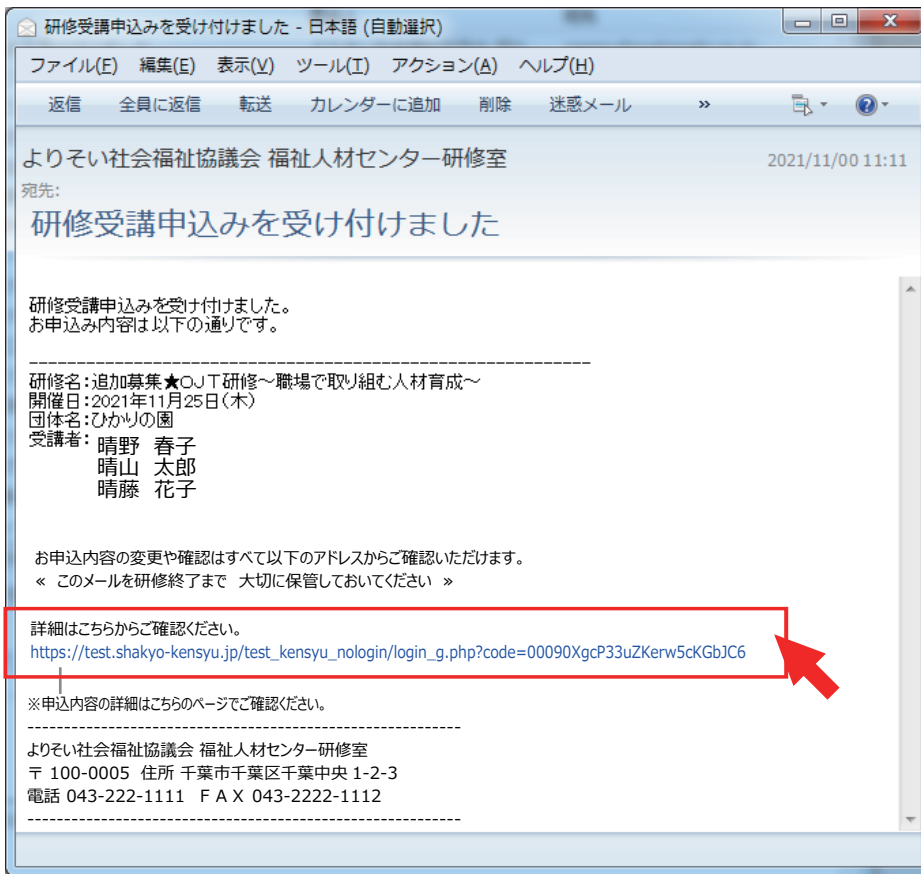 研修受講申込みを受け付けました - 日本語 (自動選択)
ファイル(F) 編集(E) 表示(V) ツール(T) アクション(A) ヘルプ(H)
返信 全員に返信 転送 カレンダーに追加 削除 迷惑メール »
よりそい社会福祉協議会 福祉人材センター研修室 2021/11/00 11:11
宛先:
研修受講申込みを受け付けました
研修受講申込みを受け付けました。
お申込み内容は以下の通りです。
------------------------------------------------------------
研修名:追加募集★OJT研修~職場で取り組む人材育成~
開催日:2021年11月25日(木)
団体名:ひかりの園
受講者: 晴野 春子
晴山 太郎
晴藤 花子
お申込内容の変更や確認はすべて以下のアドレスからご確認いただけます。
« このメールを研修終了まで 大切に保管しておいてください »
詳細はこちらからご確認ください。
https://test.shakyo-kensyu.jp/test_kensyu_nologin/login_g.php?code=00090XgcP33uZKerw5cKGbJC6
※申込内容の詳細はこちらのページでご確認ください。
------------------------------------------------------------
よりそい社会福祉協議会 福祉人材センター研修室
〒 100-0005 住所 千葉市千葉区千葉中央 1-2-3
電話 043-222-1111 FAX 043-2222-1112
------------------------------------------------------------